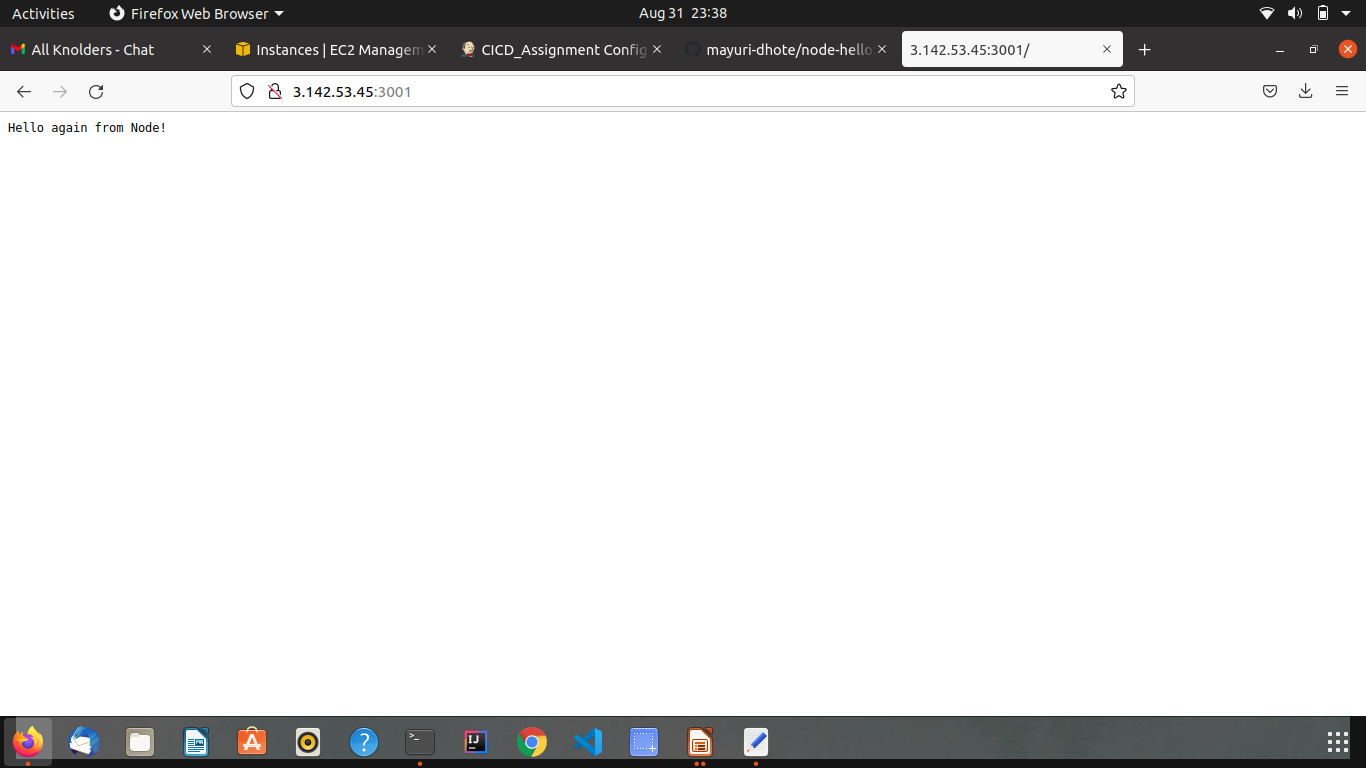 Activities Firefox Web Browser Aug 31 23:38
All Knolders - Chat Instances | EC2 Managem CICD_Assignment Config mayuri-dhote/node-hello 3.142.53.45:3001/
3.142.53.45:3001
Hello again from Node!